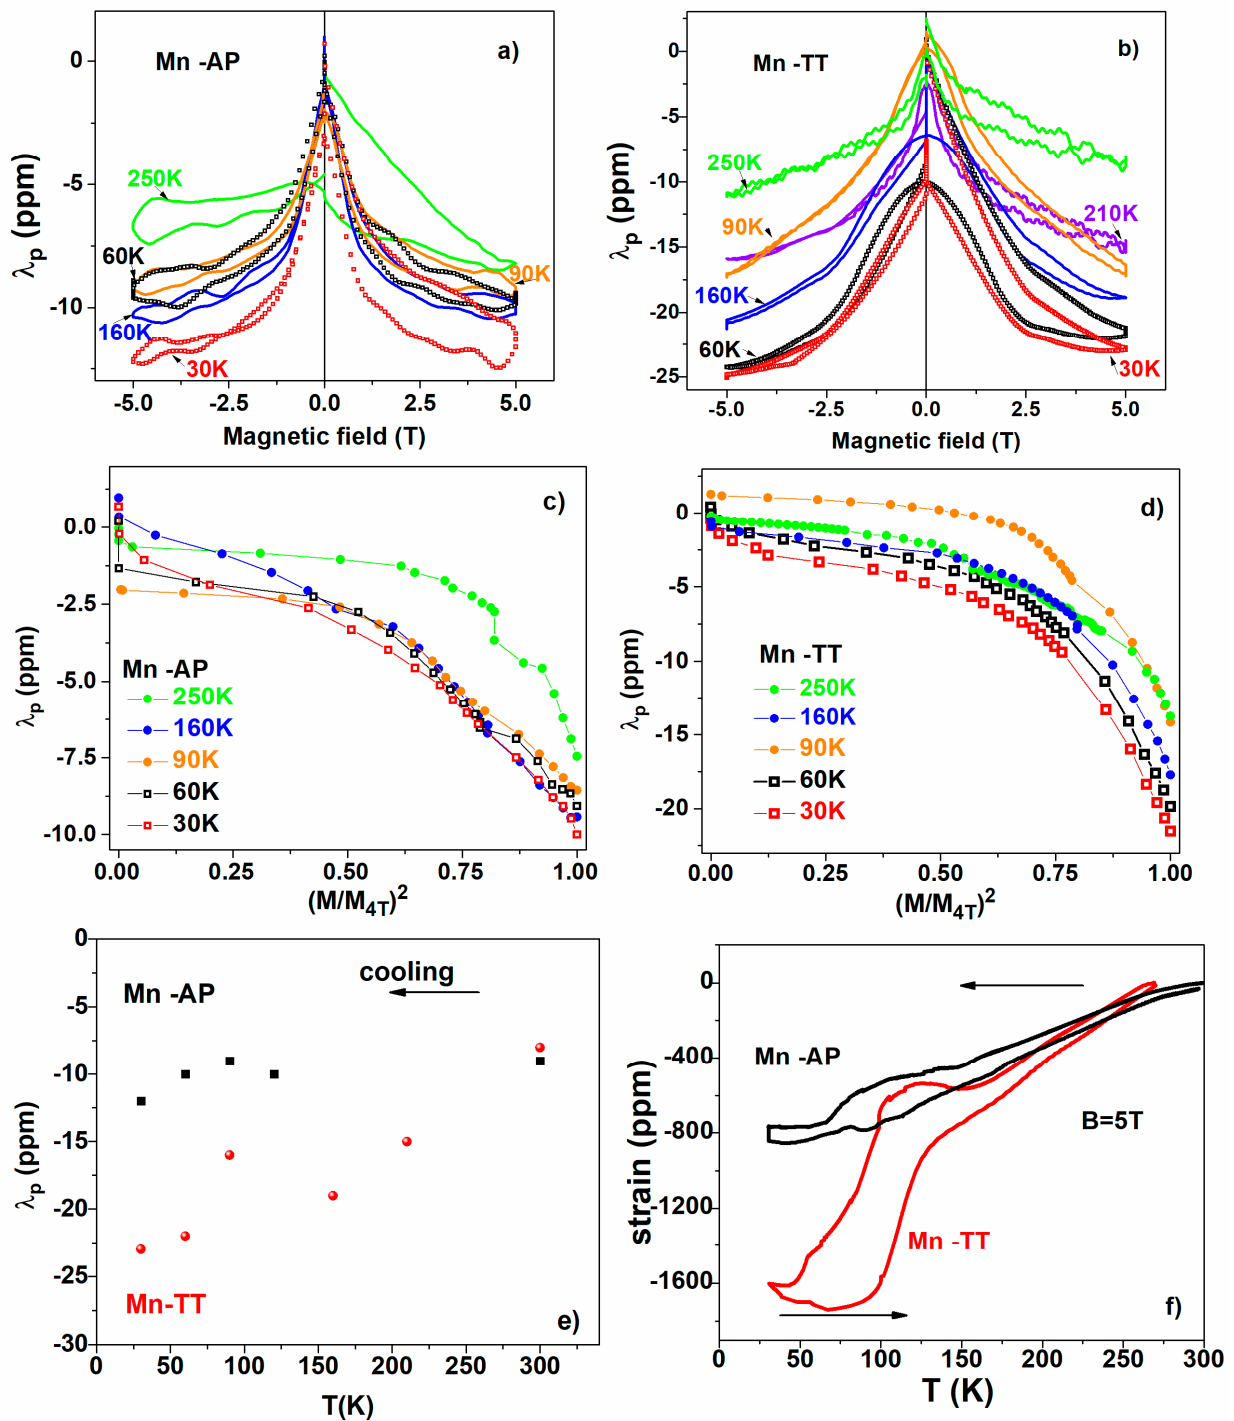 a)
Mn -AP
0
-5
-10
λp (ppm)
250K
60K
90K
160K
30K
-5.0
-2.5
0.0
2.5
5.0
Magnetic field (T)
b)
Mn -TT
0
-5
-10
-15
-20
-25
λp (ppm)
250K
90K
210K
160K
60K
30K
-5.0
-2.5
0.0
2.5
5.0
Magnetic field (T)
c)
0.0
-2.5
-5.0
-7.5
-10.0
λp (ppm)
Mn -AP
250K
160K
90K
60K
30K
0.00
0.25
0.50
0.75
1.00
(M/M4T)2
d)
0
-5
-10
-15
-20
λp (ppm)
Mn -TT
250K
160K
90K
60K
30K
0.00
0.25
0.50
0.75
1.00
(M/M4T)2
0
-5
-10
-15
-20
-25
-30
λp (ppm)
Mn -AP
cooling
Mn-TT
e)
0
50
100
150
200
250
300
T(K)
0
-400
-800
-1200
-1600
strain (ppm)
Mn -AP
B=5T
Mn -TT
f)
0
50
100
150
200
250
300
T (K)